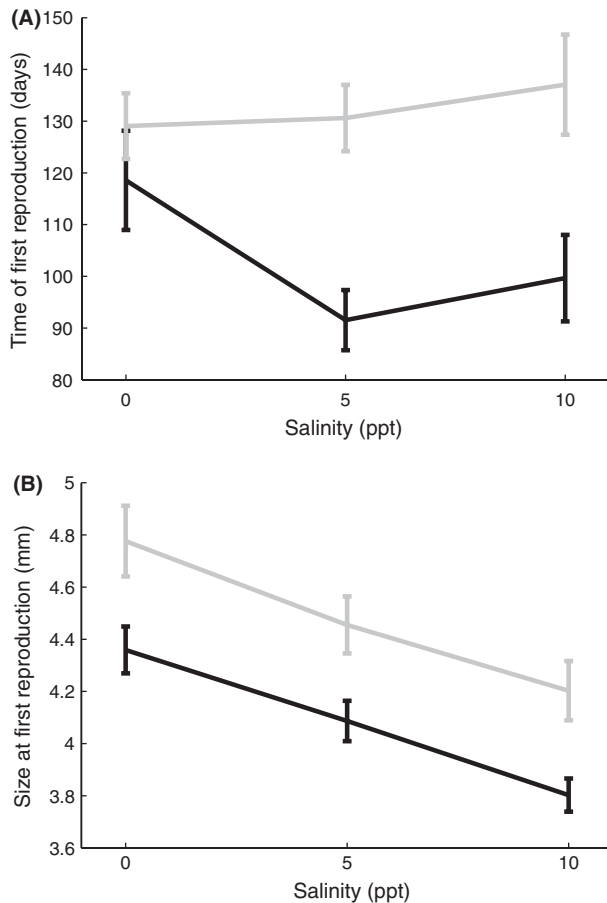 (A)
150
140
130
120
110
100
90
80
Time of first reproduction (days)
0 5 10
Salinity (ppt)
(B)
5
4.8
4.6
4.4
4.2
4
3.8
3.6
Size at first reproduction (mm)
0 5 10
Salinity (ppt)